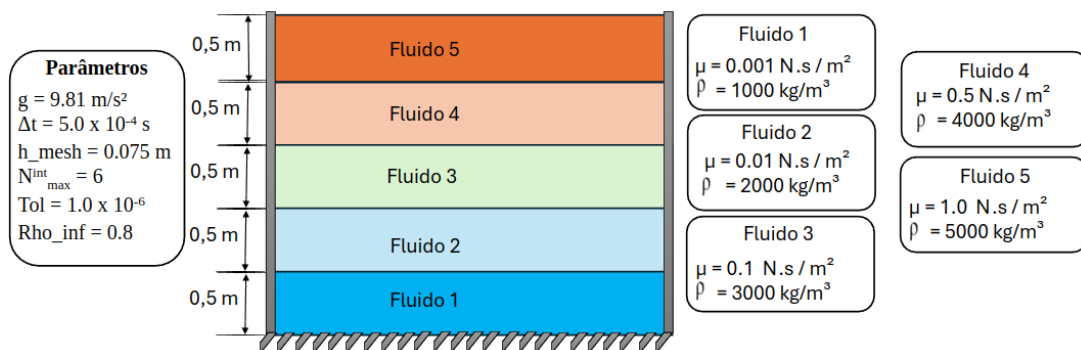 Parâmetros
g = 9.81 m/s²
Δt = 5.0 x 10⁻⁴ s
h_mesh = 0.075 m
Nⁱⁿᵗₘₐₓ = 6
Tol = 1.0 x 10⁻⁶
Rho_inf = 0.8
0,5 m
0,5 m
0,5 m
0,5 m
0,5 m
Fluido 5
Fluido 4
Fluido 3
Fluido 2
Fluido 1
Fluido 1
μ = 0.001 N.s / m²
ρ = 1000 kg/m³
Fluido 2
μ = 0.01 N.s / m²
ρ = 2000 kg/m³
Fluido 3
μ = 0.1 N.s / m²
ρ = 3000 kg/m³
Fluido 4
μ = 0.5 N.s / m²
ρ = 4000 kg/m³
Fluido 5
μ = 1.0 N.s / m²
ρ = 5000 kg/m³